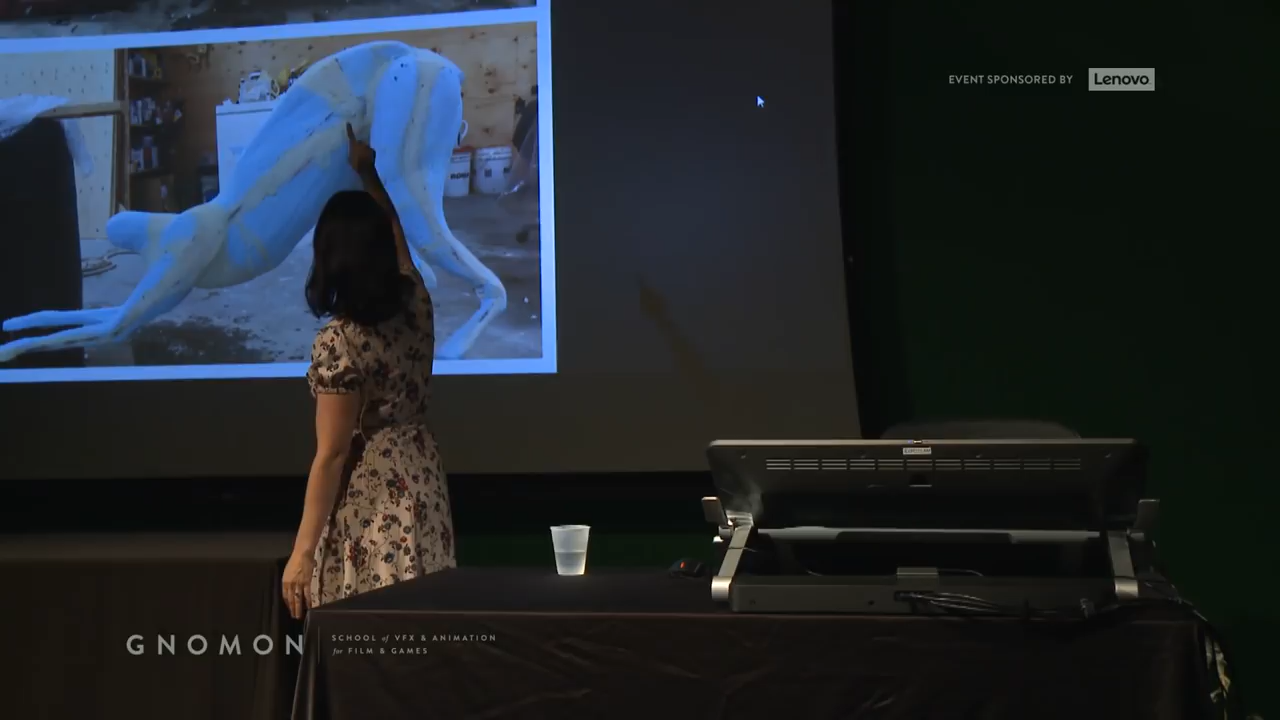 EVENT SPONSORED BY Lenovo
GNOMON
SCHOOL of VFX & ANIMATION
for FILM & GAMES